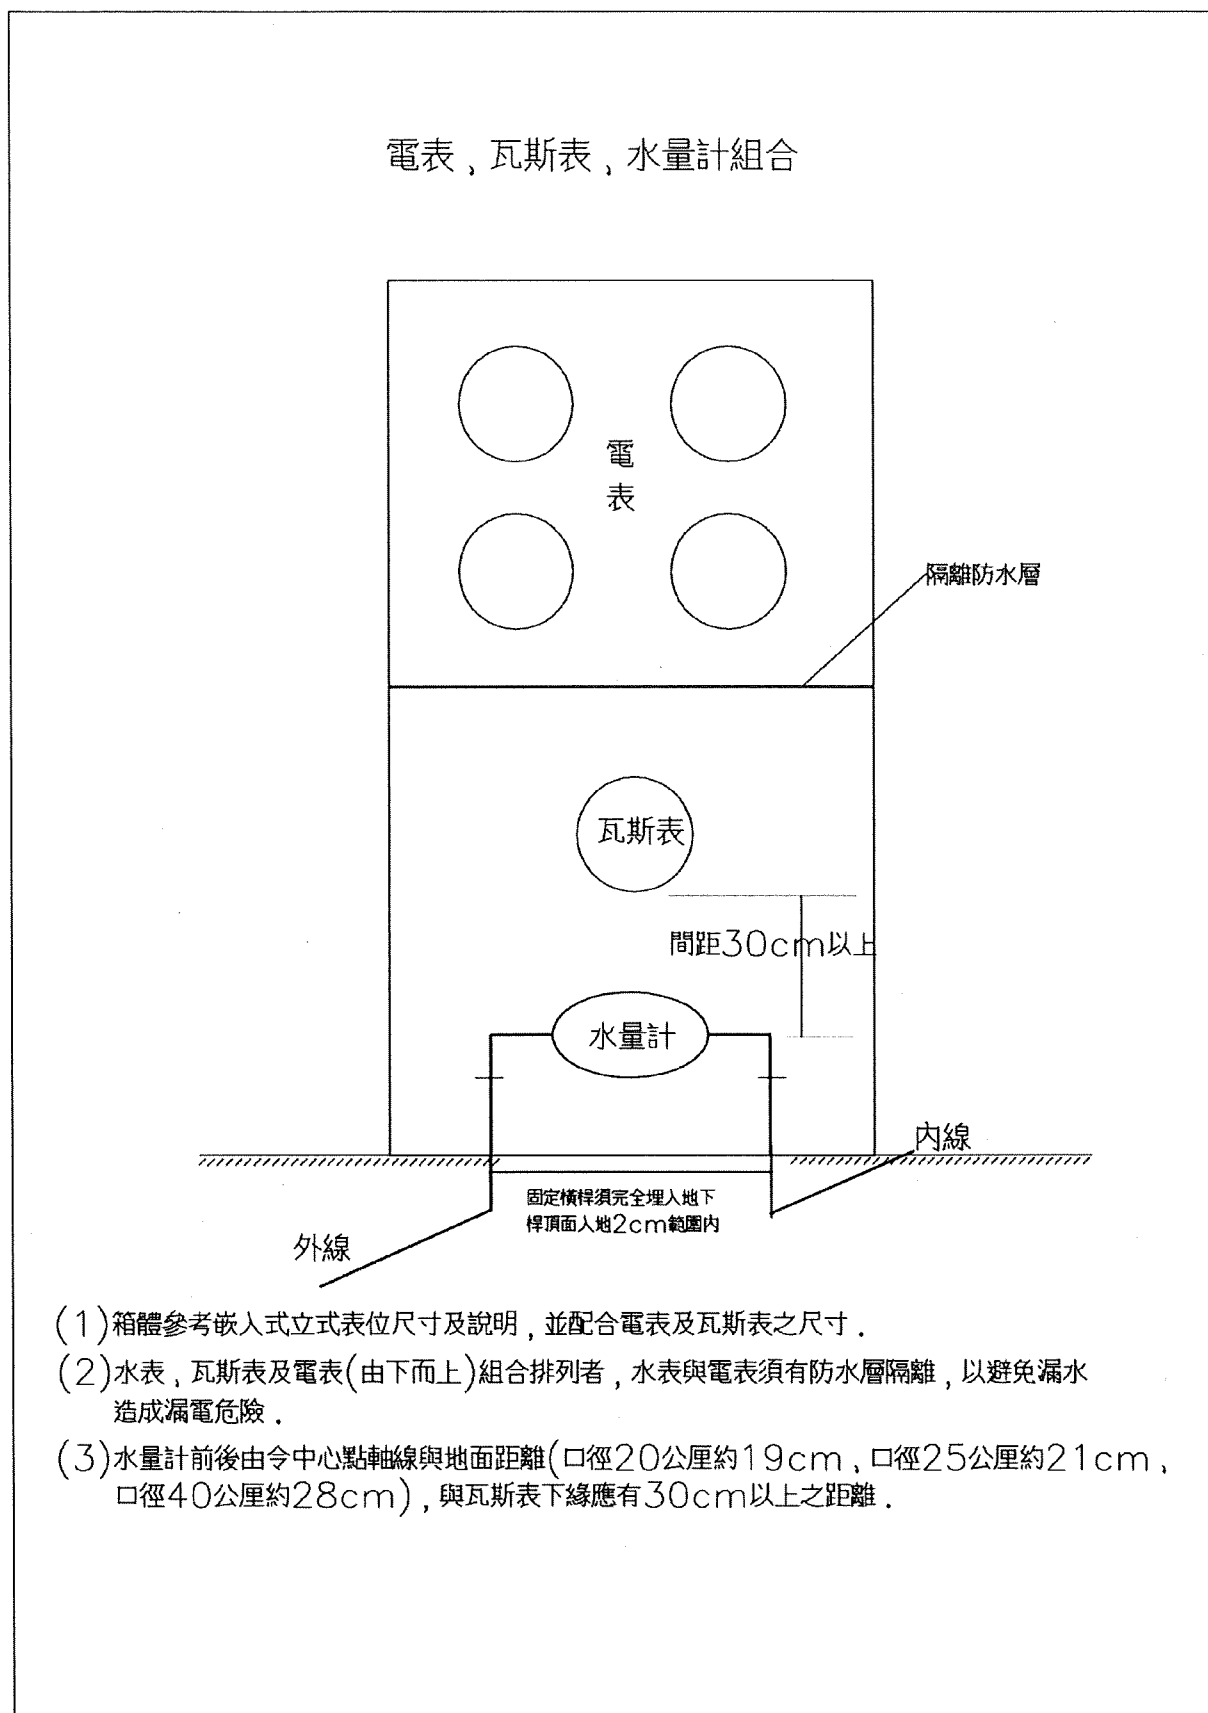 電表、瓦斯表、水量計組合
電
表
隔離防水層
瓦斯表
間距30cm以上
水量計
內線
固定橫桿須完全埋入地下
桿頂面入地2cm範圍內
外線
(1)箱體參考嵌入式立式表位尺寸及說明，並配合電表及瓦斯表之尺寸．
(2)水表、瓦斯表及電表(由下而上)組合排列者，水表與電表須有防水層隔離，以避免漏水
造成漏電危險．
(3)水量計前後由令中心點軸線與地面距離(口徑20公厘約19cm、口徑25公厘約21cm、
口徑40公厘約28cm)，與瓦斯表下緣應有30cm以上之距離．